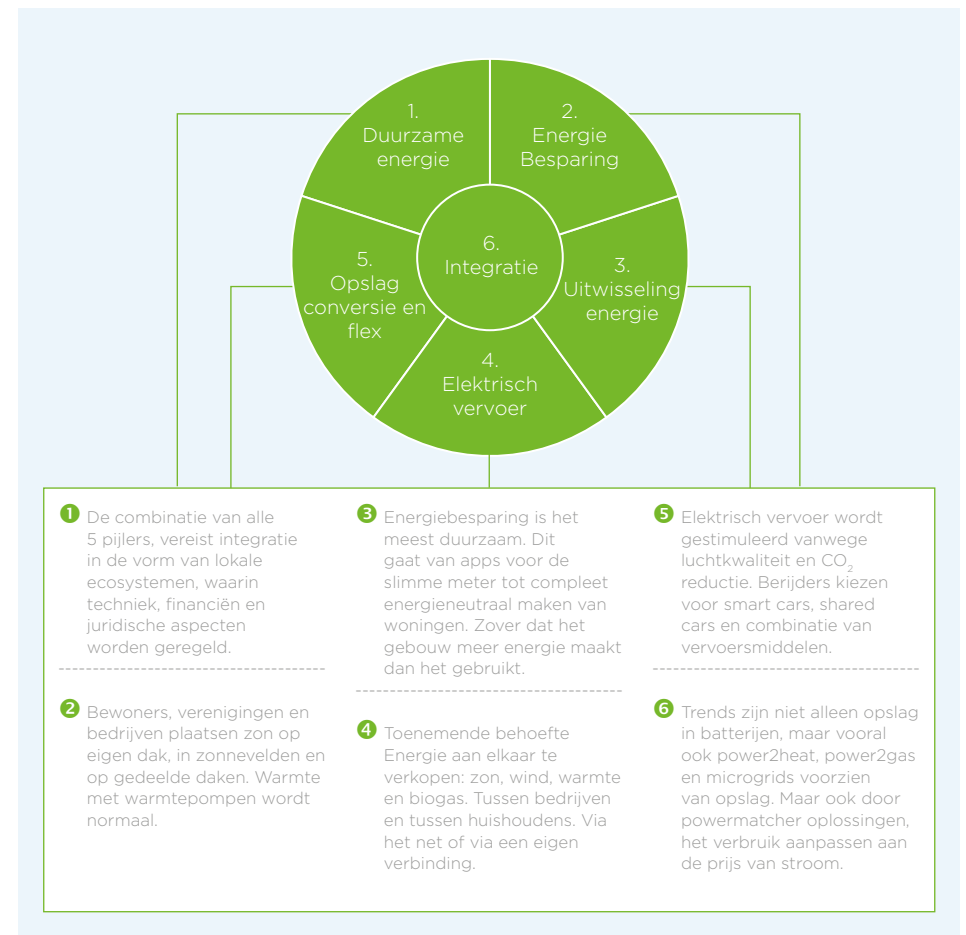 1.
Duurzame
energie
2.
Energie
Besparing
3.
Uitwisseling
energie
4.
Elektrisch
vervoer
5.
Opslag
conversie en
flex
6.
Integratie
1 De combinatie van alle
5 pijlers, vereist integratie
in de vorm van lokale
ecosystemen, waarin
techniek, financiën en
juridische aspecten
worden geregeld.
2 Bewoners, verenigingen en
bedrijven plaatsen zon op
eigen dak, in zonnevelden en
op gedeelde daken. Warmte
met warmtepompen wordt
normaal.
3 Energiebesparing is het
meest duurzaam. Dit
gaat van apps voor de
slimme meter tot compleet
energieneutraal maken van
woningen. Zover dat het
gebouw meer energie maakt
dan het gebruikt.
4 Toenemende behoefte
Energie aan elkaar te
verkopen: zon, wind, warmte
en biogas. Tussen bedrijven
en tussen huishoudens. Via
het net of via een eigen
verbinding.
5 Elektrisch vervoer wordt
gestimuleerd vanwege
luchtkwaliteit en CO₂
reductie. Berijders kiezen
voor smart cars, shared
cars en combinatie van
vervoersmiddelen.
6 Trends zijn niet alleen opslag
in batterijen, maar vooral
ook power2heat, power2gas
en microgrids voorzien
van opslag. Maar ook door
powermatcher oplossingen,
het verbruik aanpassen aan
de prijs van stroom.